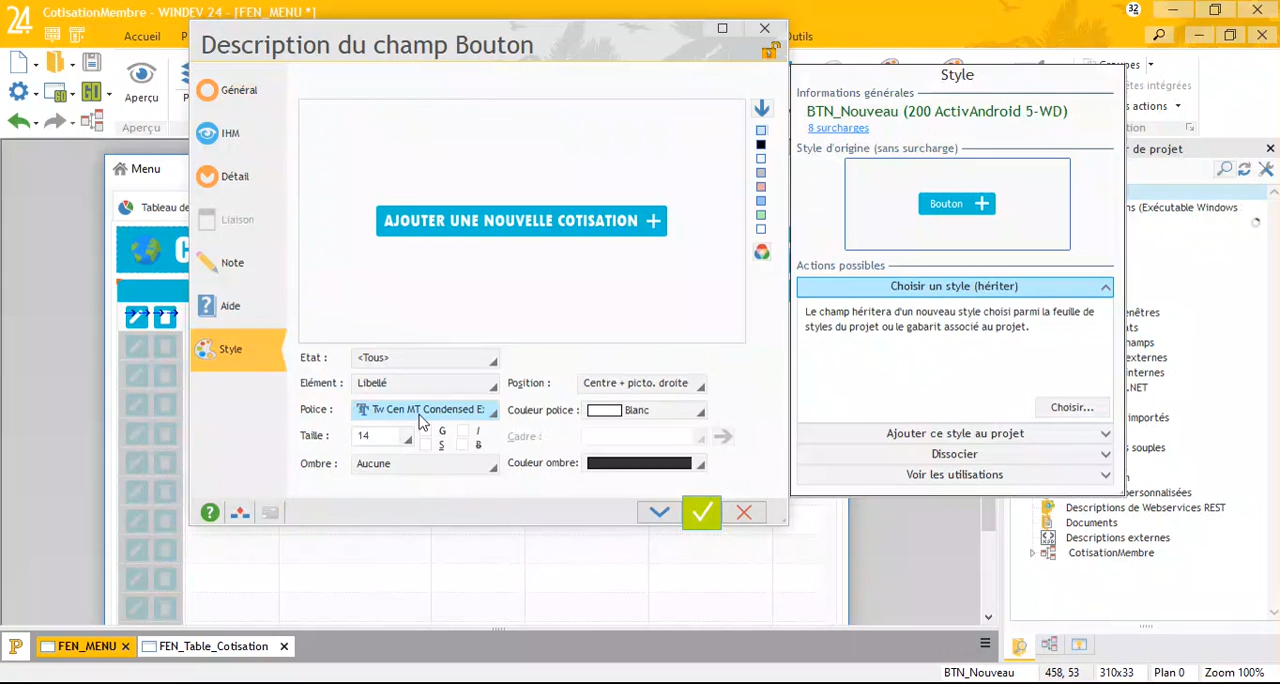 24 CotisationMembre - WINDEV 24 - [FEN_MENU *]
32
Accueil
Outils
Description du champ Bouton
Aperçu
Aperçu
Menu
Tableau de
Général
IHM
Détail
Liaison
Note
Aide
Style
AJOUTER UNE NOUVELLE COTISATION +
Etat : <Tous>
Elément : Libellé
Position : Centre + picto. droite
Police : Tw Cen MT Condensed E
Couleur police : Blanc
Taille : 14
G I
S B
Cadre :
Ombre : Aucune
Couleur ombre:
Style
Informations générales
BTN_Nouveau (200 ActivAndroid 5-WD)
8 surcharges
Style d'origine (sans surcharge)
Bouton +
Actions possibles
Choisir un style (hériter)
Le champ héritera d'un nouveau style choisi parmi la feuille de
styles du projet ou le gabarit associé au projet.
Choisir...
Ajouter ce style au projet
Dissocier
Voir les utilisations
Groupes
êtes intégrées
actions
tion
r de projet
ns (Exécutable Windows
enêtres
ats
hamps
externes
.NET
importés
personnalisées
Descriptions de Webservices REST
Documents
Descriptions externes
CotisationMembre
FEN_MENU
FEN_Table_Cotisation
BTN_Nouveau 458, 53 310x33 Plan 0 Zoom 100%